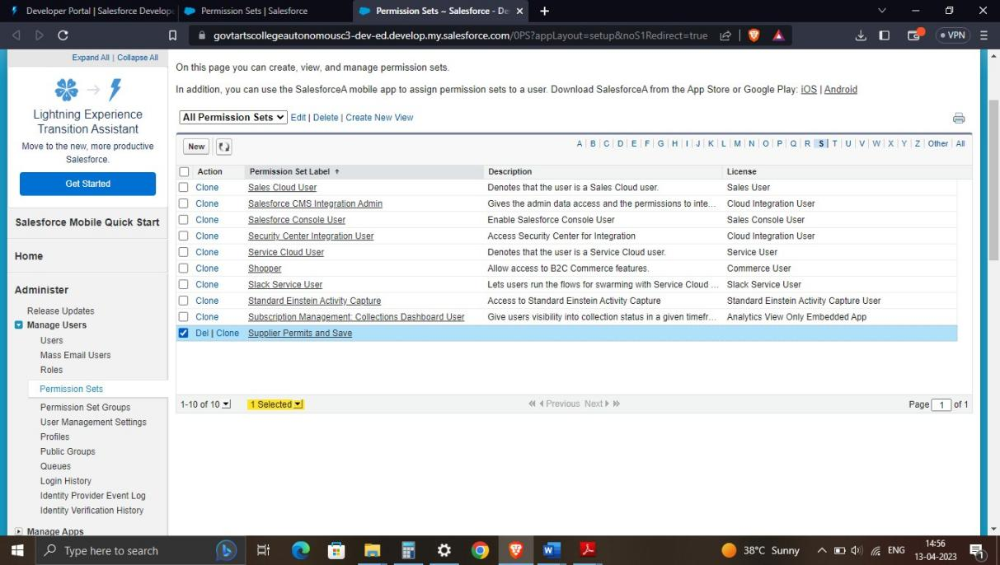 Developer Portal | Salesforce Develope
Permission Sets | Salesforce
Permission Sets ~ Salesforce - De
govtartscollegeautonomousc3-dev-ed.develop.my.salesforce.com/0PS?appLayout=setup&noS1Redirect=true
VPN
Expand All | Collapse All
Lightning Experience
Transition Assistant
Move to the new, more productive
Salesforce.
Get Started
Salesforce Mobile Quick Start
Home
Administer
Release Updates
Manage Users
Users
Mass Email Users
Roles
Permission Sets
Permission Set Groups
User Management Settings
Profiles
Public Groups
Queues
Login History
Identity Provider Event Log
Identity Verification History
Manage Apps
On this page you can create, view, and manage permission sets.
In addition, you can use the SalesforceA mobile app to assign permission sets to a user. Download SalesforceA from the App Store or Google Play: iOS | Android
All Permission Sets Edit | Delete | Create New View
New
A | B | C | D | E | F | G | H | I | J | K | L | M | N | O | P | Q | R | S | T | U | V | W | X | Y | Z | Other | All
Action Permission Set Label ↑ Description License
Clone Sales Cloud User Denotes that the user is a Sales Cloud user. Sales User
Clone Salesforce CMS Integration Admin Gives the admin data access and the permissions to inte... Cloud Integration User
Clone Salesforce Console User Enable Salesforce Console User Sales Console User
Clone Security Center Integration User Access Security Center for Integration Cloud Integration User
Clone Service Cloud User Denotes that the user is a Service Cloud user. Service User
Clone Shopper Allow access to B2C Commerce features. Commerce User
Clone Slack Service User Lets users run the flows for swarming with Service Cloud ... Slack Service User
Clone Standard Einstein Activity Capture Access to Standard Einstein Activity Capture Standard Einstein Activity Capture User
Clone Subscription Management: Collections Dashboard User Give users visibility into collection status in a given timefr... Analytics View Only Embedded App
Del | Clone Supplier Permits and Save
1-10 of 10 1 Selected Previous Next Page 1 of 1
Type here to search
38°C Sunny
ENG
14:56
13-04-2023
1